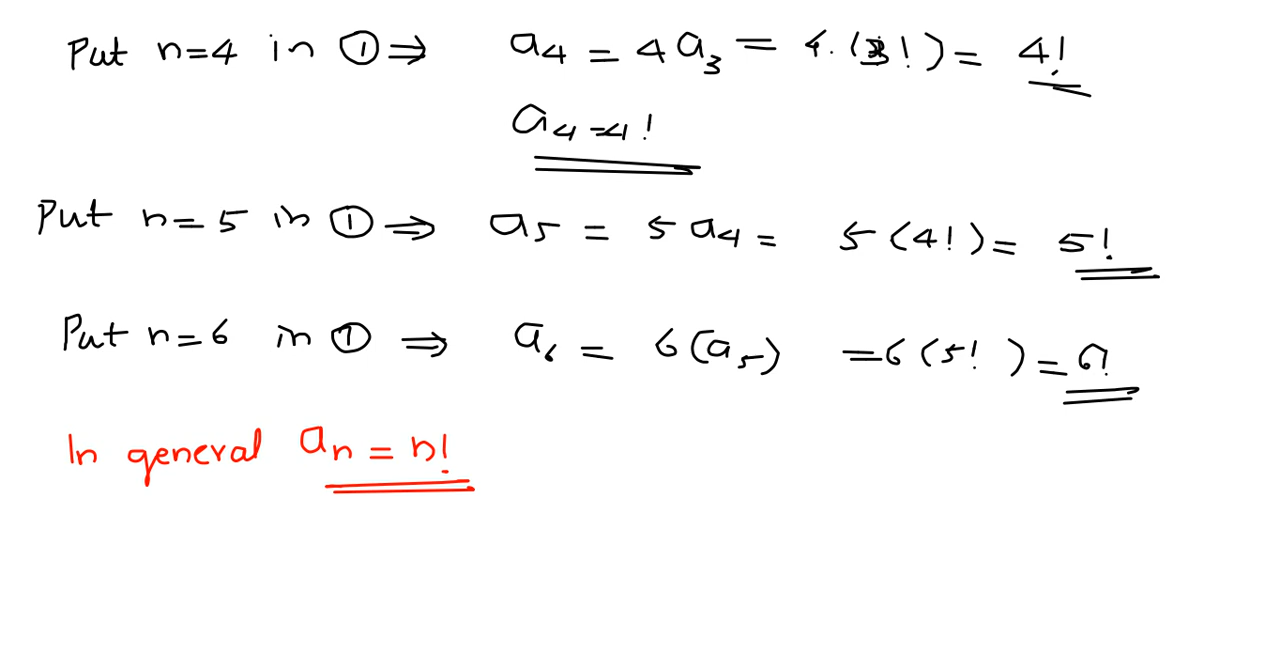 Put n=4 in ① ⇒ a₄ = 4a₃ = 4.(3!) = 4!
a₄=4!
Put n=5 in ① ⇒ a₅ = 5a₄ = 5(4!) = 5!
Put n=6 in ① ⇒ a₆ = 6(a₅) =6(5!) = 6!
In general aₙ = n!